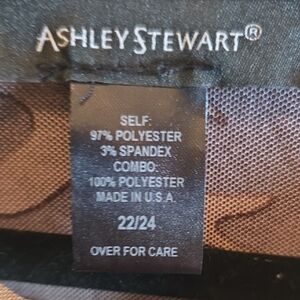 ASHLEY STEWART®
SELF:
97% POLYESTER
3% SPANDEX
COMBO:
100% POLYESTER
MADE IN U.S.A
22/24
OVER FOR CARE